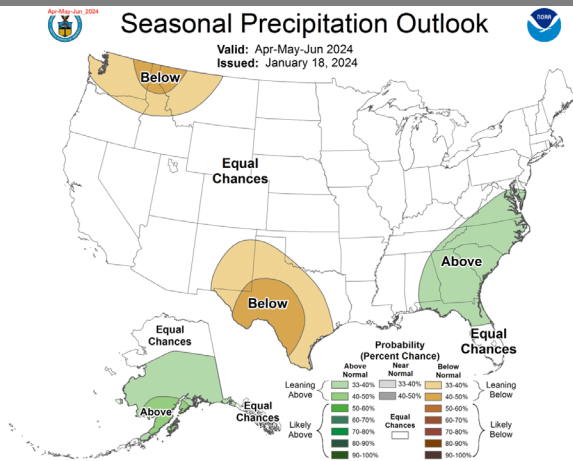 Apr-May-Jun_2024
Seasonal Precipitation Outlook
NOAA
Valid: Apr-May-Jun 2024
Issued: January 18, 2024
Below
Equal
Chances
Above
Below
Equal
Chances
Equal
Chances
Above
Equal
Chances
Probability
(Percent Chance)
Above
Normal
Near
Normal
Below
Normal
Leaning
Above
33-40%
33-40%
33-40%
Leaning
Below
40-50%
40-50%
40-50%
Likely
Above
50-60%
60-70%
70-80%
80-90%
90-100%
Equal
Chances
50-60%
60-70%
70-80%
80-90%
90-100%
Likely
Below